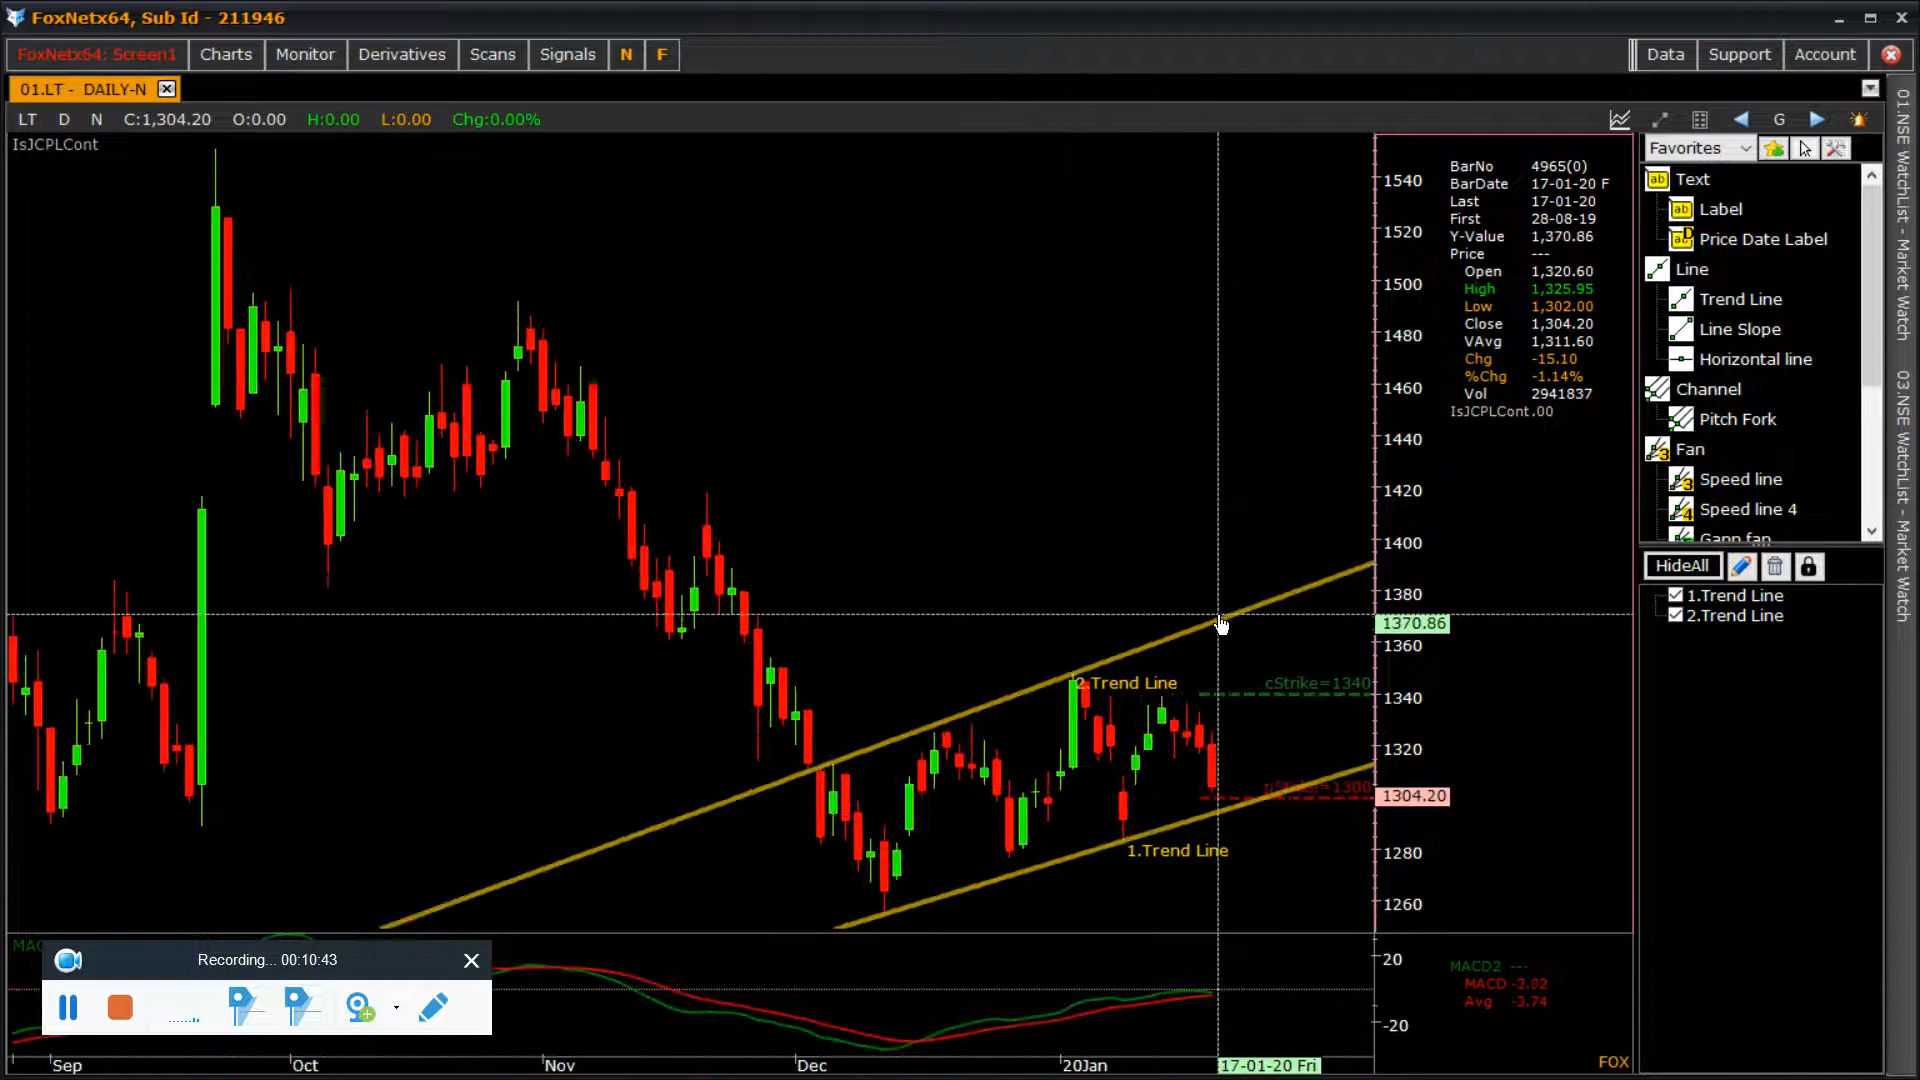 FoxNetx64, Sub Id - 211946
FoxNetx64: Screen1 Charts Monitor Derivatives Scans Signals N F Data Support Account
01.LT - DAILY-N
LT D N C:1,304.20 O:0.00 H:0.00 L:0.00 Chg:0.00% G
IsJCPLCont
Favorites
Text
Label
Price Date Label
Line
Trend Line
Line Slope
Horizontal line
Channel
Pitch Fork
Fan
Speed line
Speed line 4
Gann fan
HideAll
1.Trend Line
2.Trend Line
01.NSE WatchList - Market Watch
03.NSE WatchList - Market Watch
BarNo 4965(0)
BarDate 17-01-20 F
Last 17-01-20
First 28-08-19
Y-Value 1,370.86
Price ---
Open 1,320.60
High 1,325.95
Low 1,302.00
Close 1,304.20
VAvg 1,311.60
Chg -15.10
%Chg -1.14%
Vol 2941837
IsJCPLCont.00
1540
1520
1500
1480
1460
1440
1420
1400
1380
1370.86
1360
1340
1320
1304.20
1280
1260
2.Trend Line
cStrike=1340
pStrike=1300
1.Trend Line
MAC
Recording... 00:10:43
20
-20
MACD2 ---
MACD -2.02
Avg -3.74
Sep Oct Nov Dec 20Jan 17-01-20 Fri
FOX